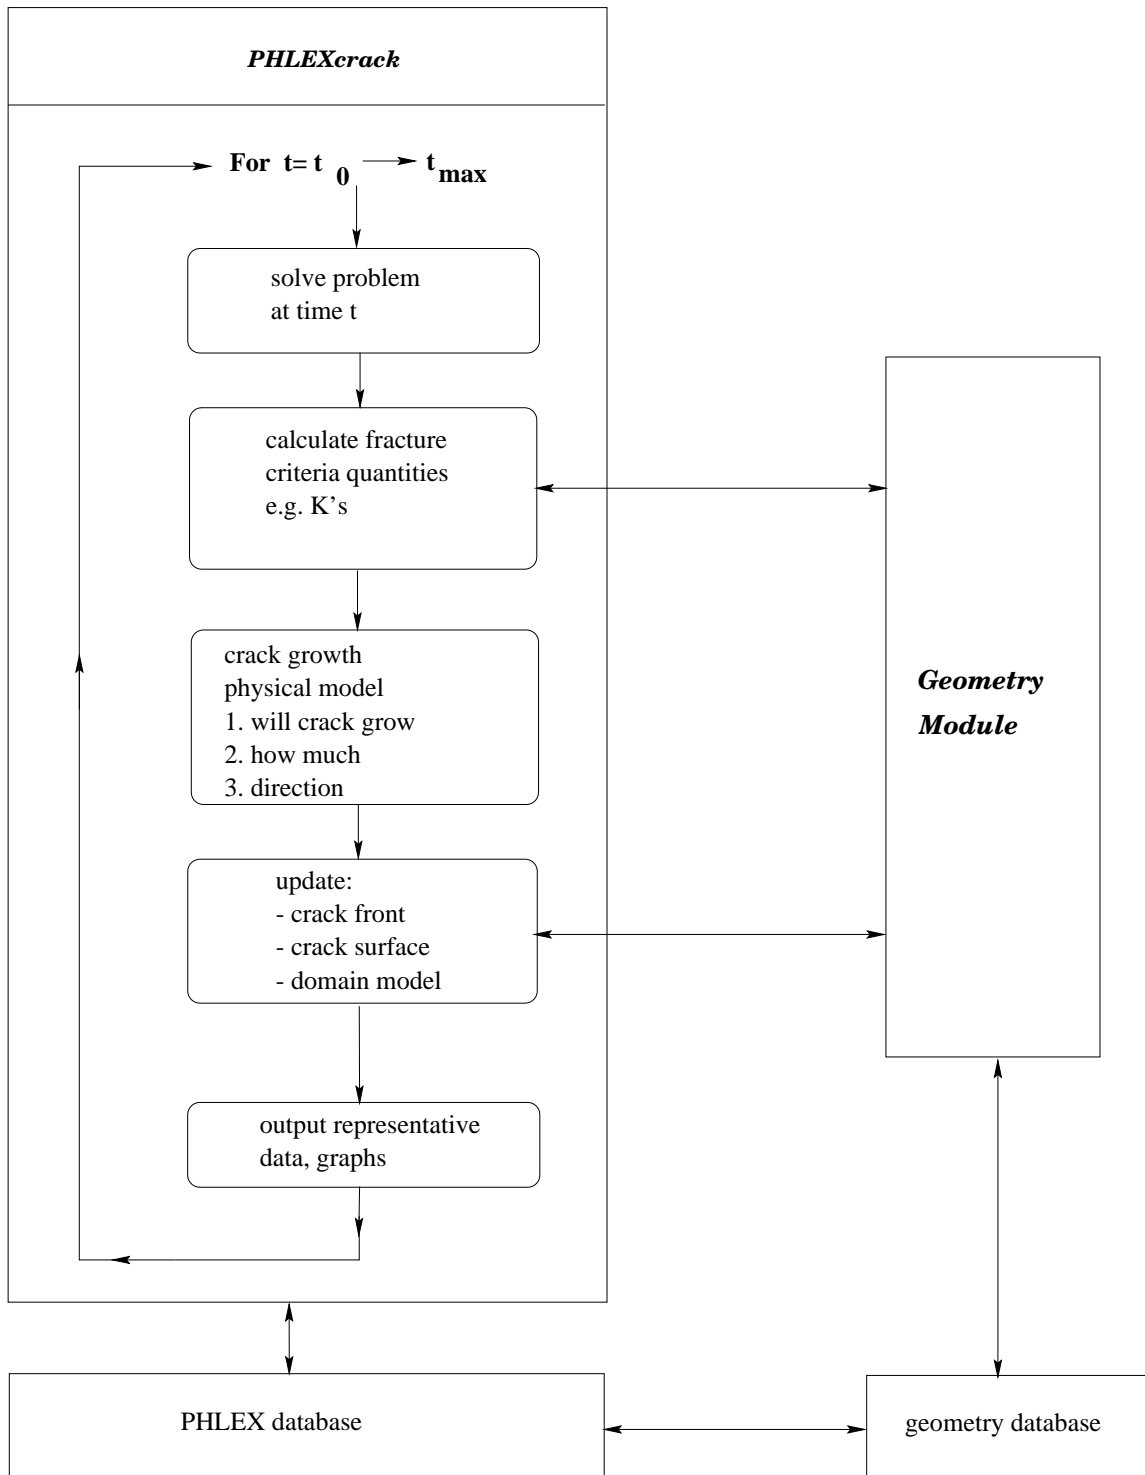 PHLEXcrack
For t= t 0 → t max
solve problem
at time t
calculate fracture
criteria quantities
e.g. K's
crack growth
physical model
1. will crack grow
2. how much
3. direction
update:
- crack front
- crack surface
- domain model
output representative
data, graphs
Geometry
Module
PHLEX database
geometry database